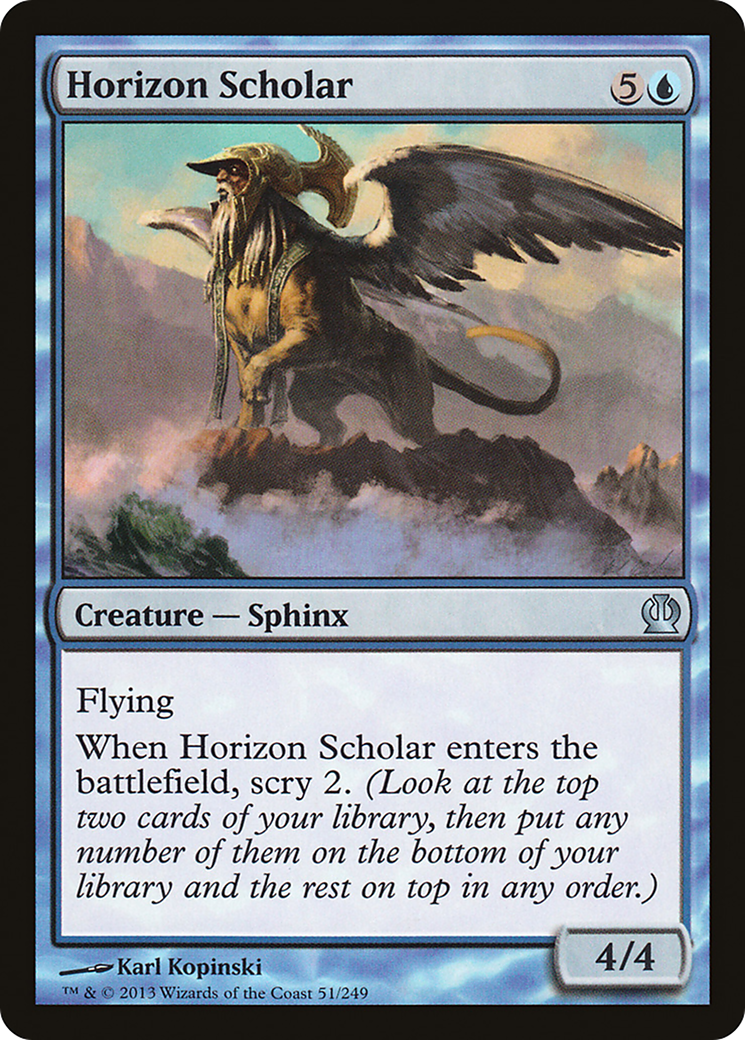 Horizon Scholar 5
Creature — Sphinx
Flying
When Horizon Scholar enters the
battlefield, scry 2. (Look at the top
two cards of your library, then put any
number of them on the bottom of your
library and the rest on top in any order.)
4/4
Karl Kopinski
™ & © 2013 Wizards of the Coast 51/249